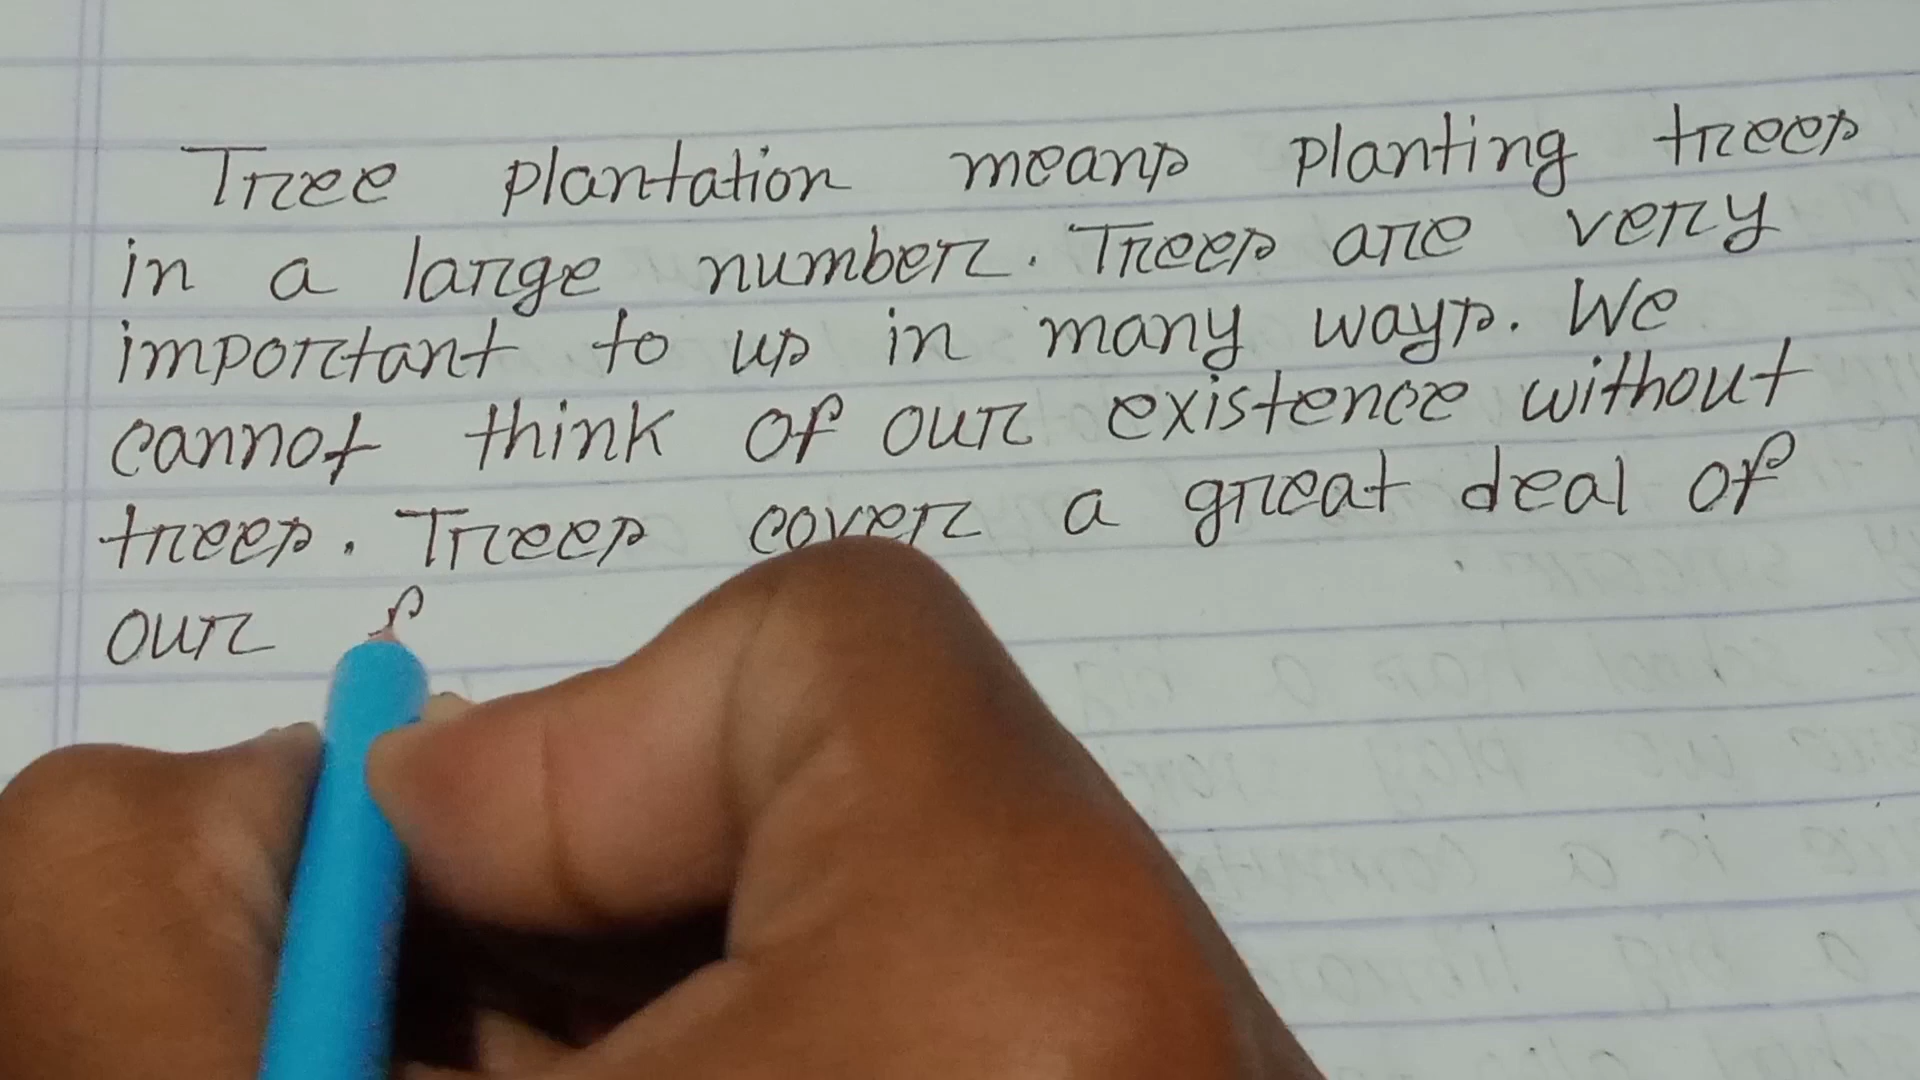 Tree plantation means planting trees
in a large number. Trees are very
important to us in many ways. We
cannot think of our existence without
trees. Trees cover a great deal of
our f